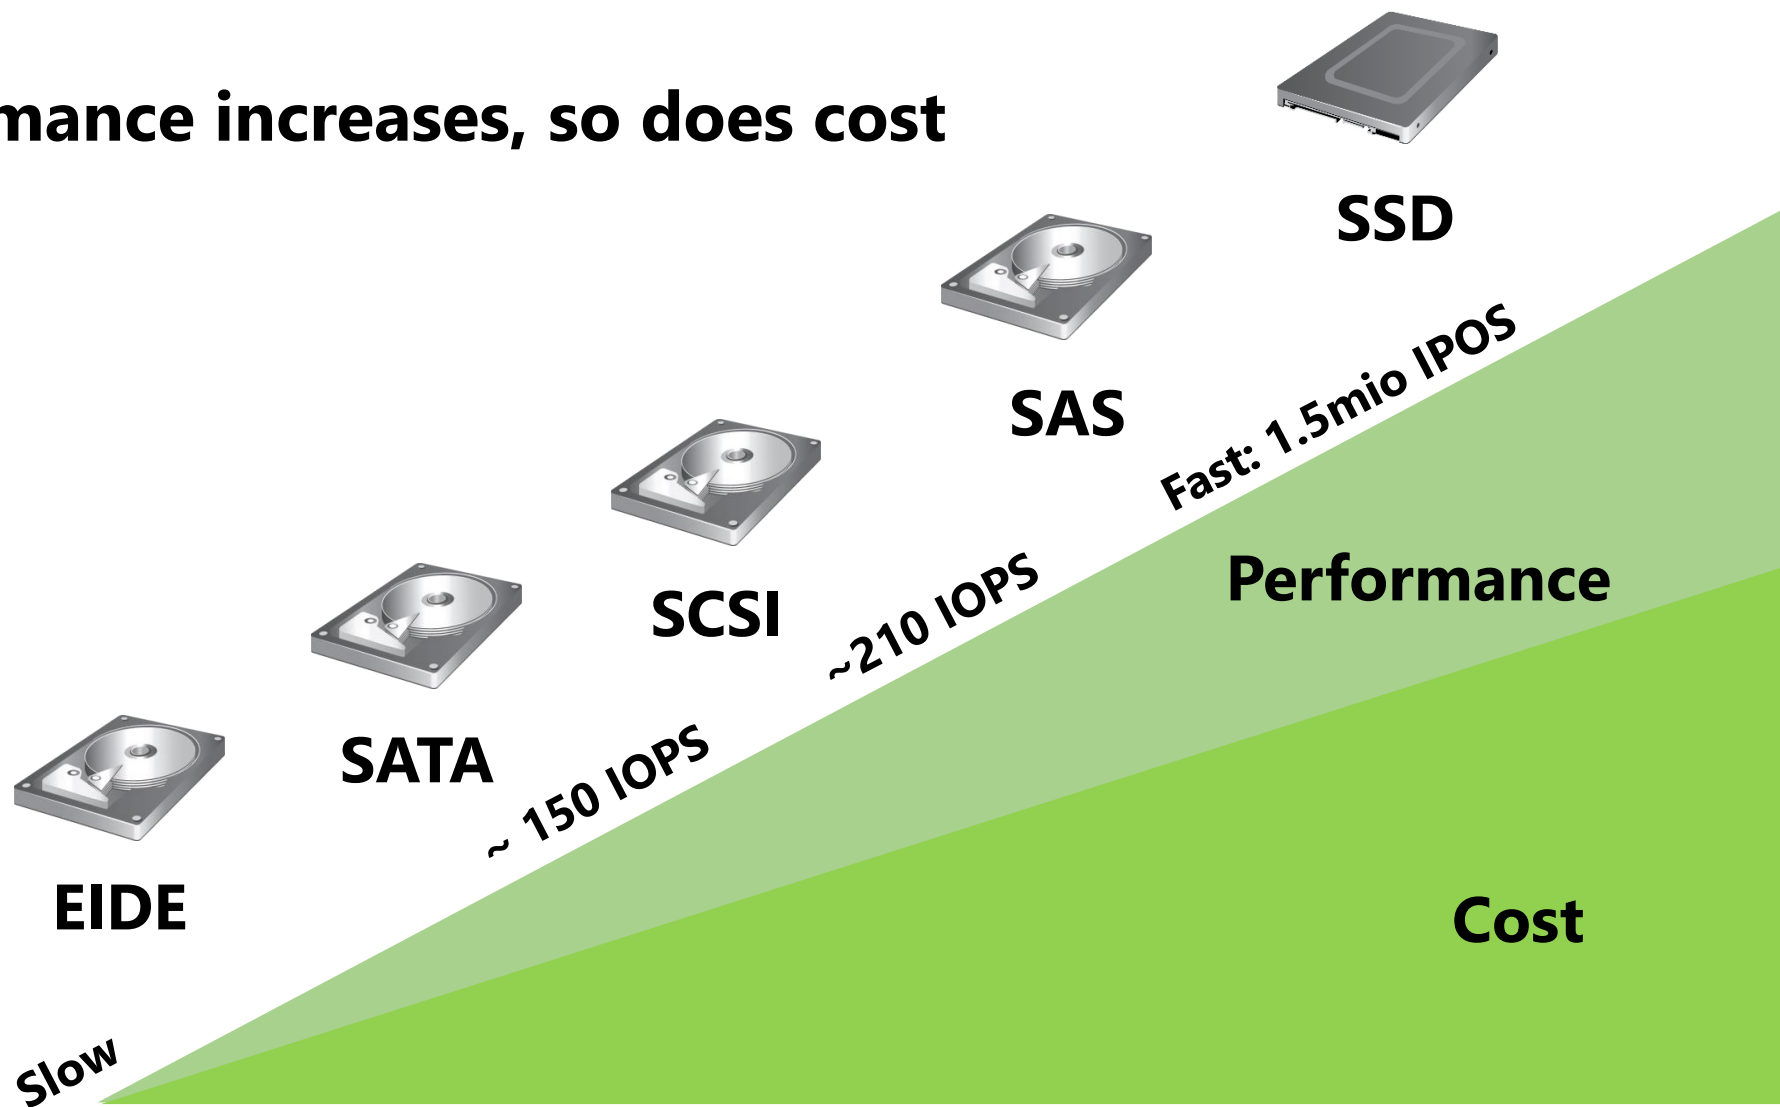 mance increases, so does cost
SSD
SAS
Fast: 1.5mio IPOS
Performance
SCSI
~210 IOPS
SATA
~ 150 IOPS
EIDE
Cost
Slow